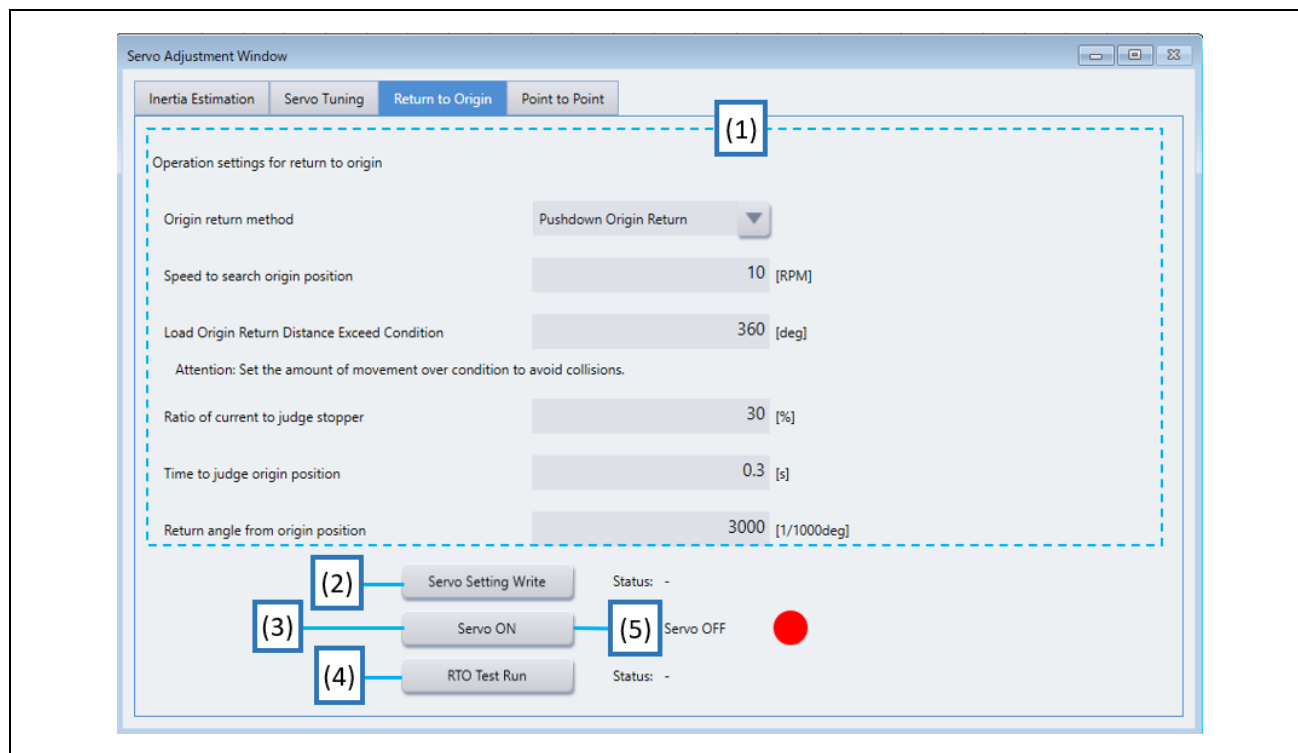 Servo Adjustment Window
Inertia Estimation Servo Tuning Return to Origin Point to Point
(1)
Operation settings for return to origin
Origin return method Pushdown Origin Return
Speed to search origin position 10 [RPM]
Load Origin Return Distance Exceed Condition 360 [deg]
Attention: Set the amount of movement over condition to avoid collisions.
Ratio of current to judge stopper 30 [%]
Time to judge origin position 0.3 [s]
Return angle from origin position 3000 [1/1000deg]
(2) Servo Setting Write Status: -
(3) Servo ON (5) Servo OFF
(4) RTO Test Run Status: -